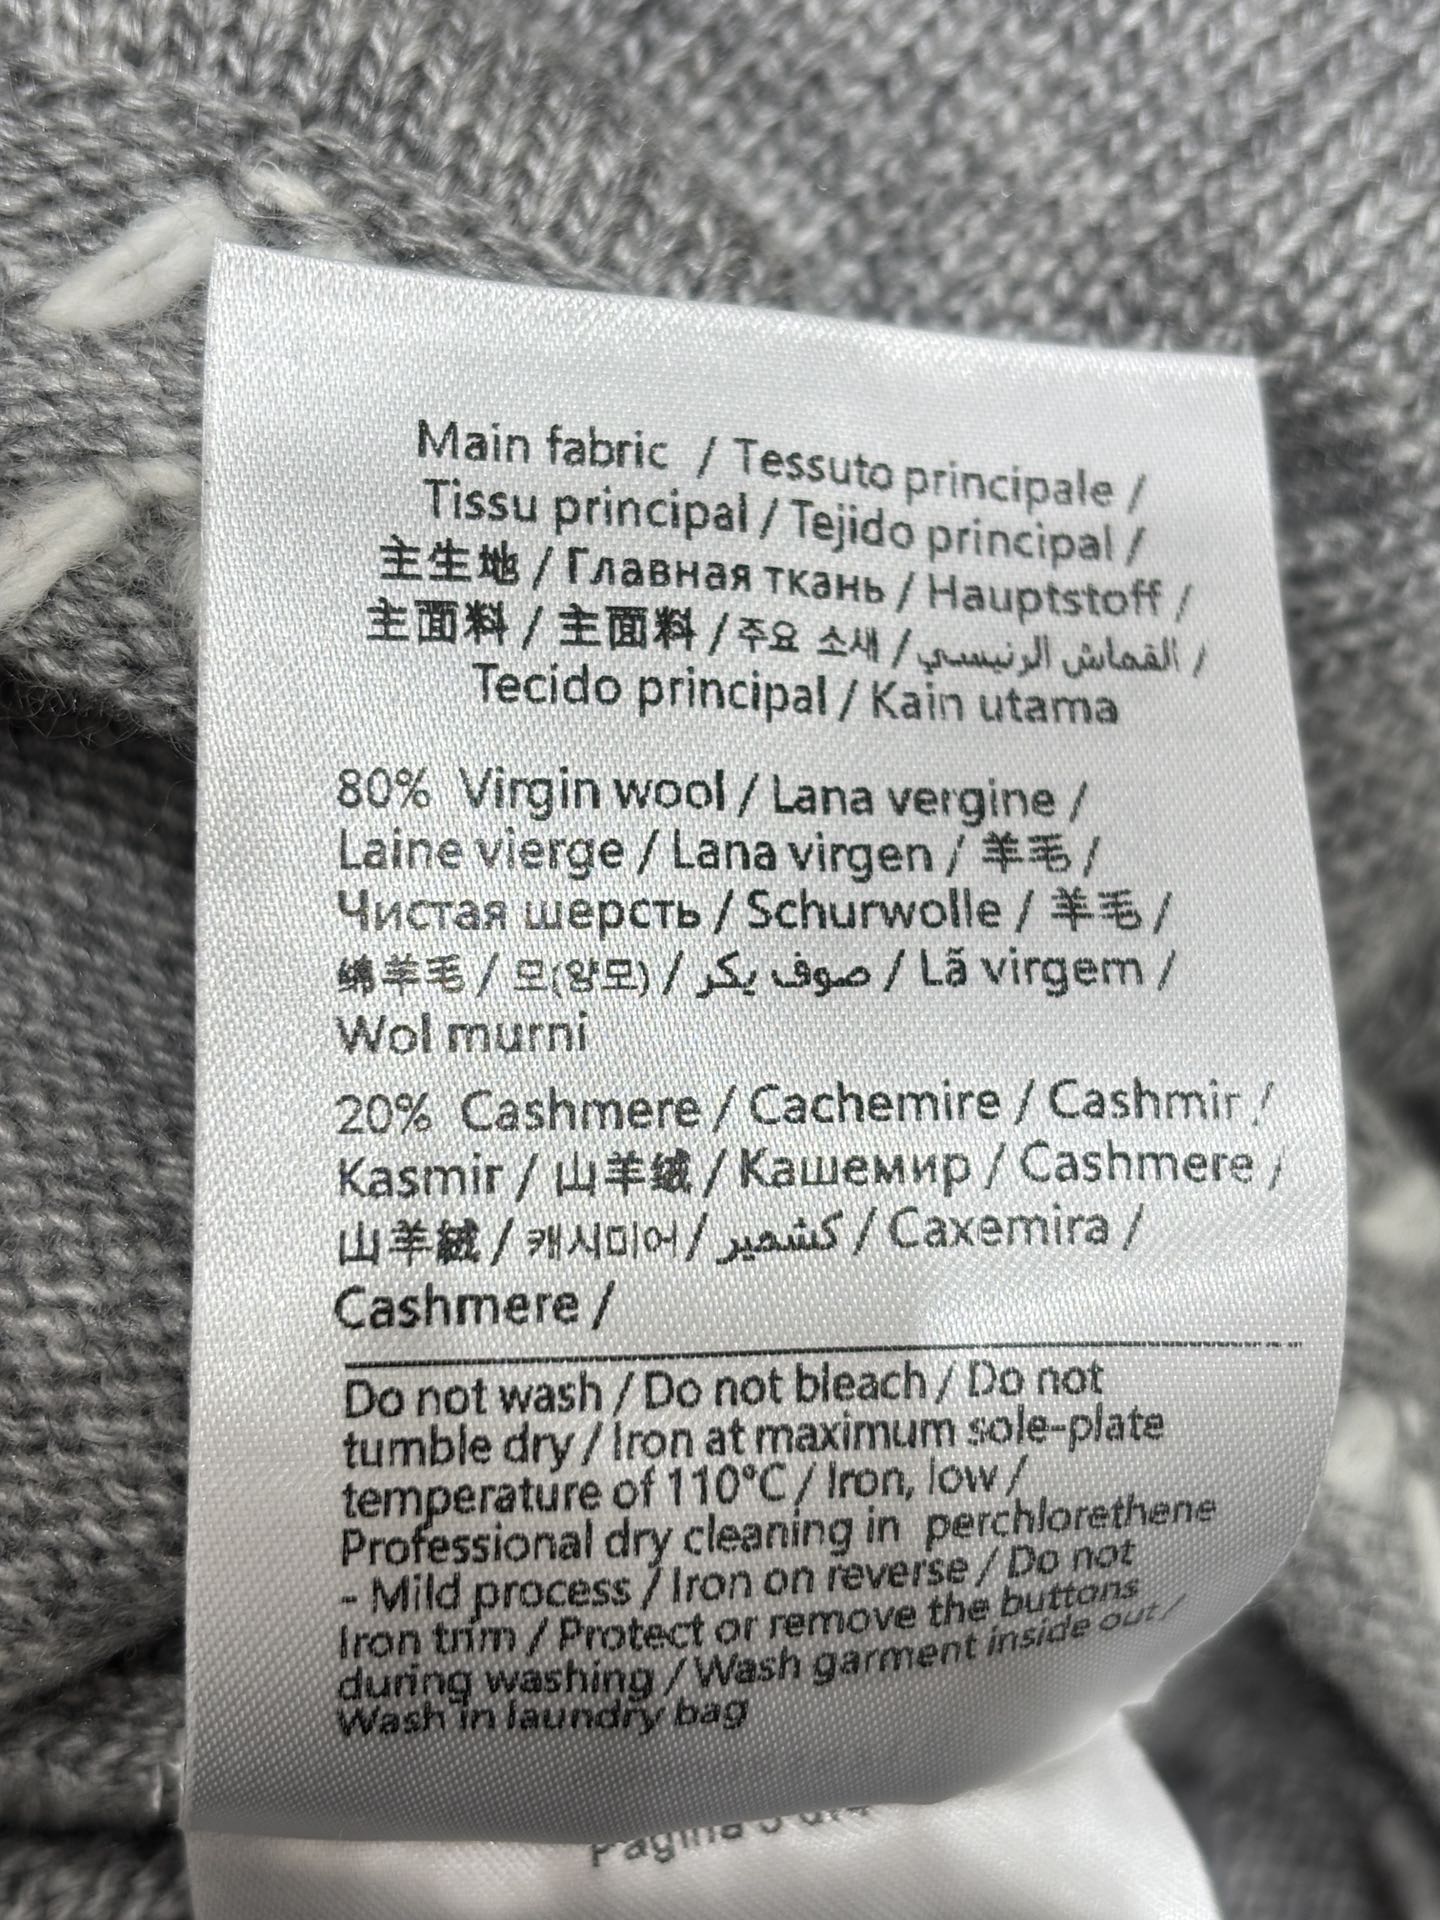 Main fabric / Tessuto principale /
Tissu principal / Tejido principal /
主生地 / Главная ткань / Hauptstoff /
主面料 / 主面料 / 주요 소새 / القماش الرنيسي /
Tecido principal / Kain utama
80% Virgin wool / Lana vergine /
Laine vierge / Lana virgen / 羊毛 /
Чистая шерсть / Schurwolle / 羊毛 /
绵羊毛 / 모(양모) / صوف يكر / Lã virgem /
Wol murni
20% Cashmere / Cachemire / Cashmir /
Kasmir / 山羊绒 / Кашемир / Cashmere /
山羊絨 / 캐시미어 / كشمير / Caxemira /
Cashmere /
Do not wash / Do not bleach / Do not
tumble dry / Iron at maximum sole-plate
temperature of 110°C / Iron, low /
Professional dry cleaning in perchlorethene
- Mild process / Iron on reverse / Do not
Iron trim / Protect or remove the buttons
during washing / Wash garment inside out /
Wash in laundry bag
Pagina